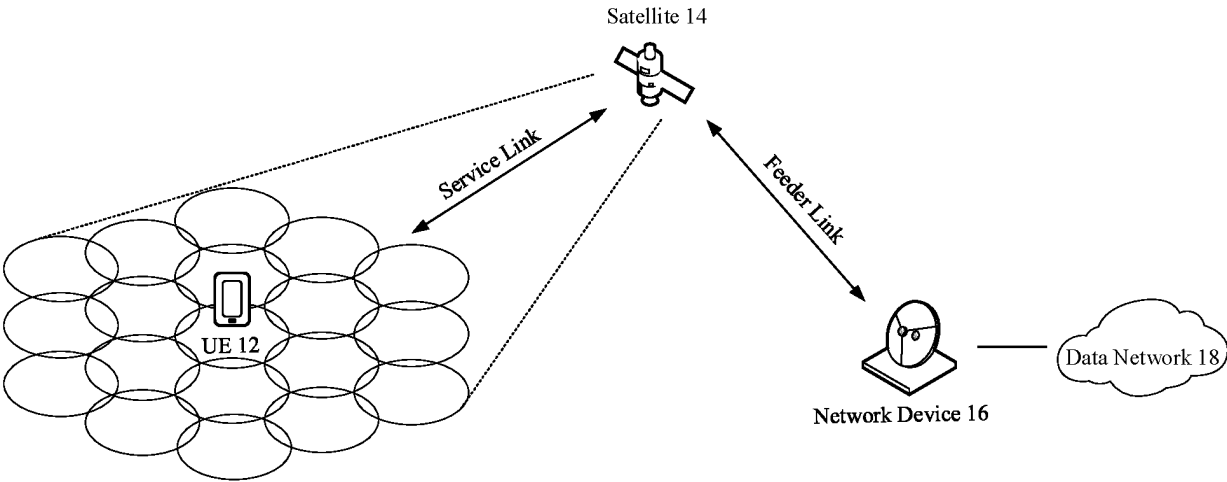 Satellite 14
Service Link
Feeder Link
UE 12
Data Network 18
Network Device 16